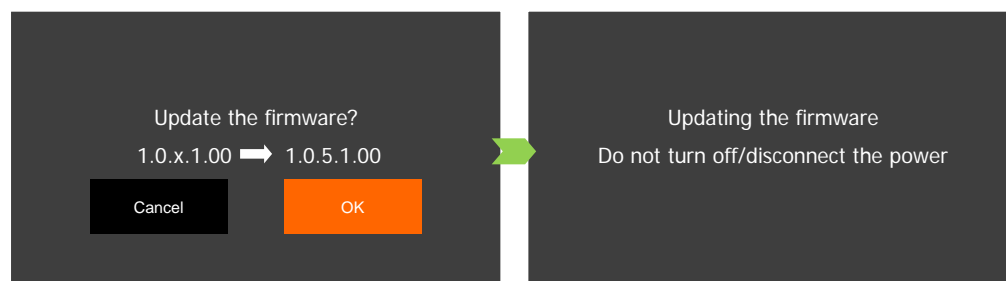 Update the firmware?
1.0.x.1.00 1.0.5.1.00
Cancel OK
Updating the firmware
Do not turn off/disconnect the power